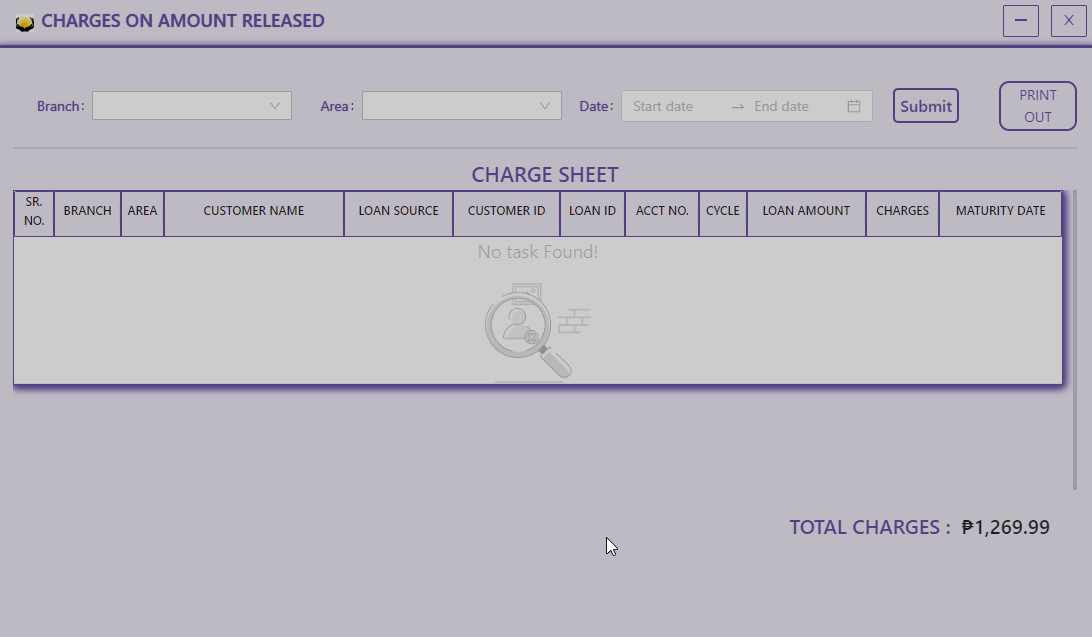 CHARGES ON AMOUNT RELEASED
X
Branch:
Area:
Date:
Start date
End date
Submit
PRINT
OUT
CHARGE SHEET
SR.
NO.
BRANCH
AREA
CUSTOMER NAME
LOAN SOURCE
CUSTOMER ID
LOAN ID
ACCT NO.
CYCLE
LOAN AMOUNT
CHARGES
MATURITY DATE
No task Found!
TOTAL CHARGES : ₱1,269.99